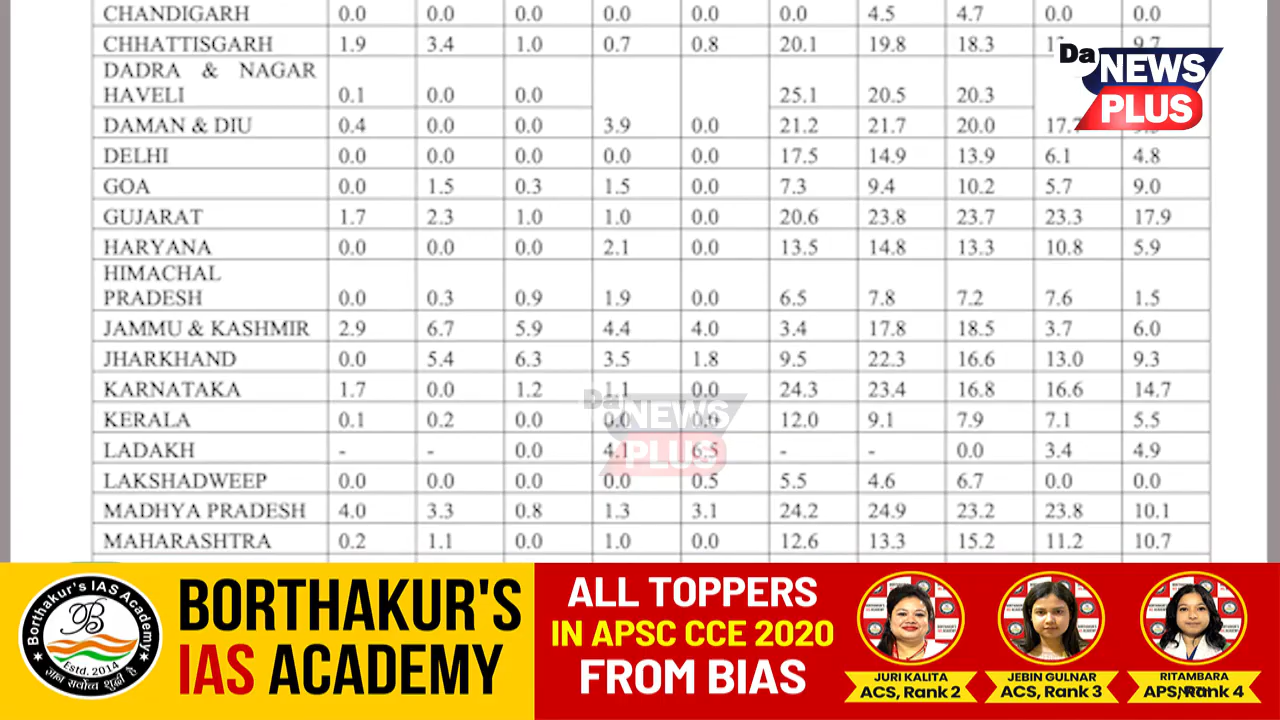 CHANDIGARH 0.0 0.0 0.0 0.0 0.0 0.0 4.5 4.7 0.0 0.0
CHHATTISGARH 1.9 3.4 1.0 0.7 0.8 20.1 19.8 18.3 9.7
DADRA & NAGAR
HAVELI 0.1 0.0 0.0 25.1 20.5 20.3
DAMAN & DIU 0.4 0.0 0.0 3.9 0.0 21.2 21.7 20.0 17.7
DELHI 0.0 0.0 0.0 0.0 0.0 17.5 14.9 13.9 6.1 4.8
GOA 0.0 1.5 0.3 1.5 0.0 7.3 9.4 10.2 5.7 9.0
GUJARAT 1.7 2.3 1.0 1.0 0.0 20.6 23.8 23.7 23.3 17.9
HARYANA 0.0 0.0 0.0 2.1 0.0 13.5 14.8 13.3 10.8 5.9
HIMACHAL
PRADESH 0.0 0.3 0.9 1.9 0.0 6.5 7.8 7.2 7.6 1.5
JAMMU & KASHMIR 2.9 6.7 5.9 4.4 4.0 3.4 17.8 18.5 3.7 6.0
JHARKHAND 0.0 5.4 6.3 3.5 1.8 9.5 22.3 16.6 13.0 9.3
KARNATAKA 1.7 0.0 1.2 1.1 0.0 24.3 23.4 16.8 16.6 14.7
KERALA 0.1 0.2 0.0 0.0 0.0 12.0 9.1 7.9 7.1 5.5
LADAKH - - 0.0 4.1 6.5 - - 0.0 3.4 4.9
LAKSHADWEEP 0.0 0.0 0.0 0.0 0.5 5.5 4.6 6.7 0.0 0.0
MADHYA PRADESH 4.0 3.3 0.8 1.3 3.1 24.2 24.9 23.2 23.8 10.1
MAHARASHTRA 0.2 1.1 0.0 1.0 0.0 12.6 13.3 15.2 11.2 10.7
Da NEWS
PLUS
Da NEWS
PLUS
Borthakur's IAS Academy
B
Estd. 2014
BORTHAKUR'S
IAS ACADEMY
ALL TOPPERS
IN APSC CCE 2020
FROM BIAS
JURI KALITA
ACS, Rank 2
JEBIN GULNAR
ACS, Rank 3
RITAMBARA
APS, Rank 4